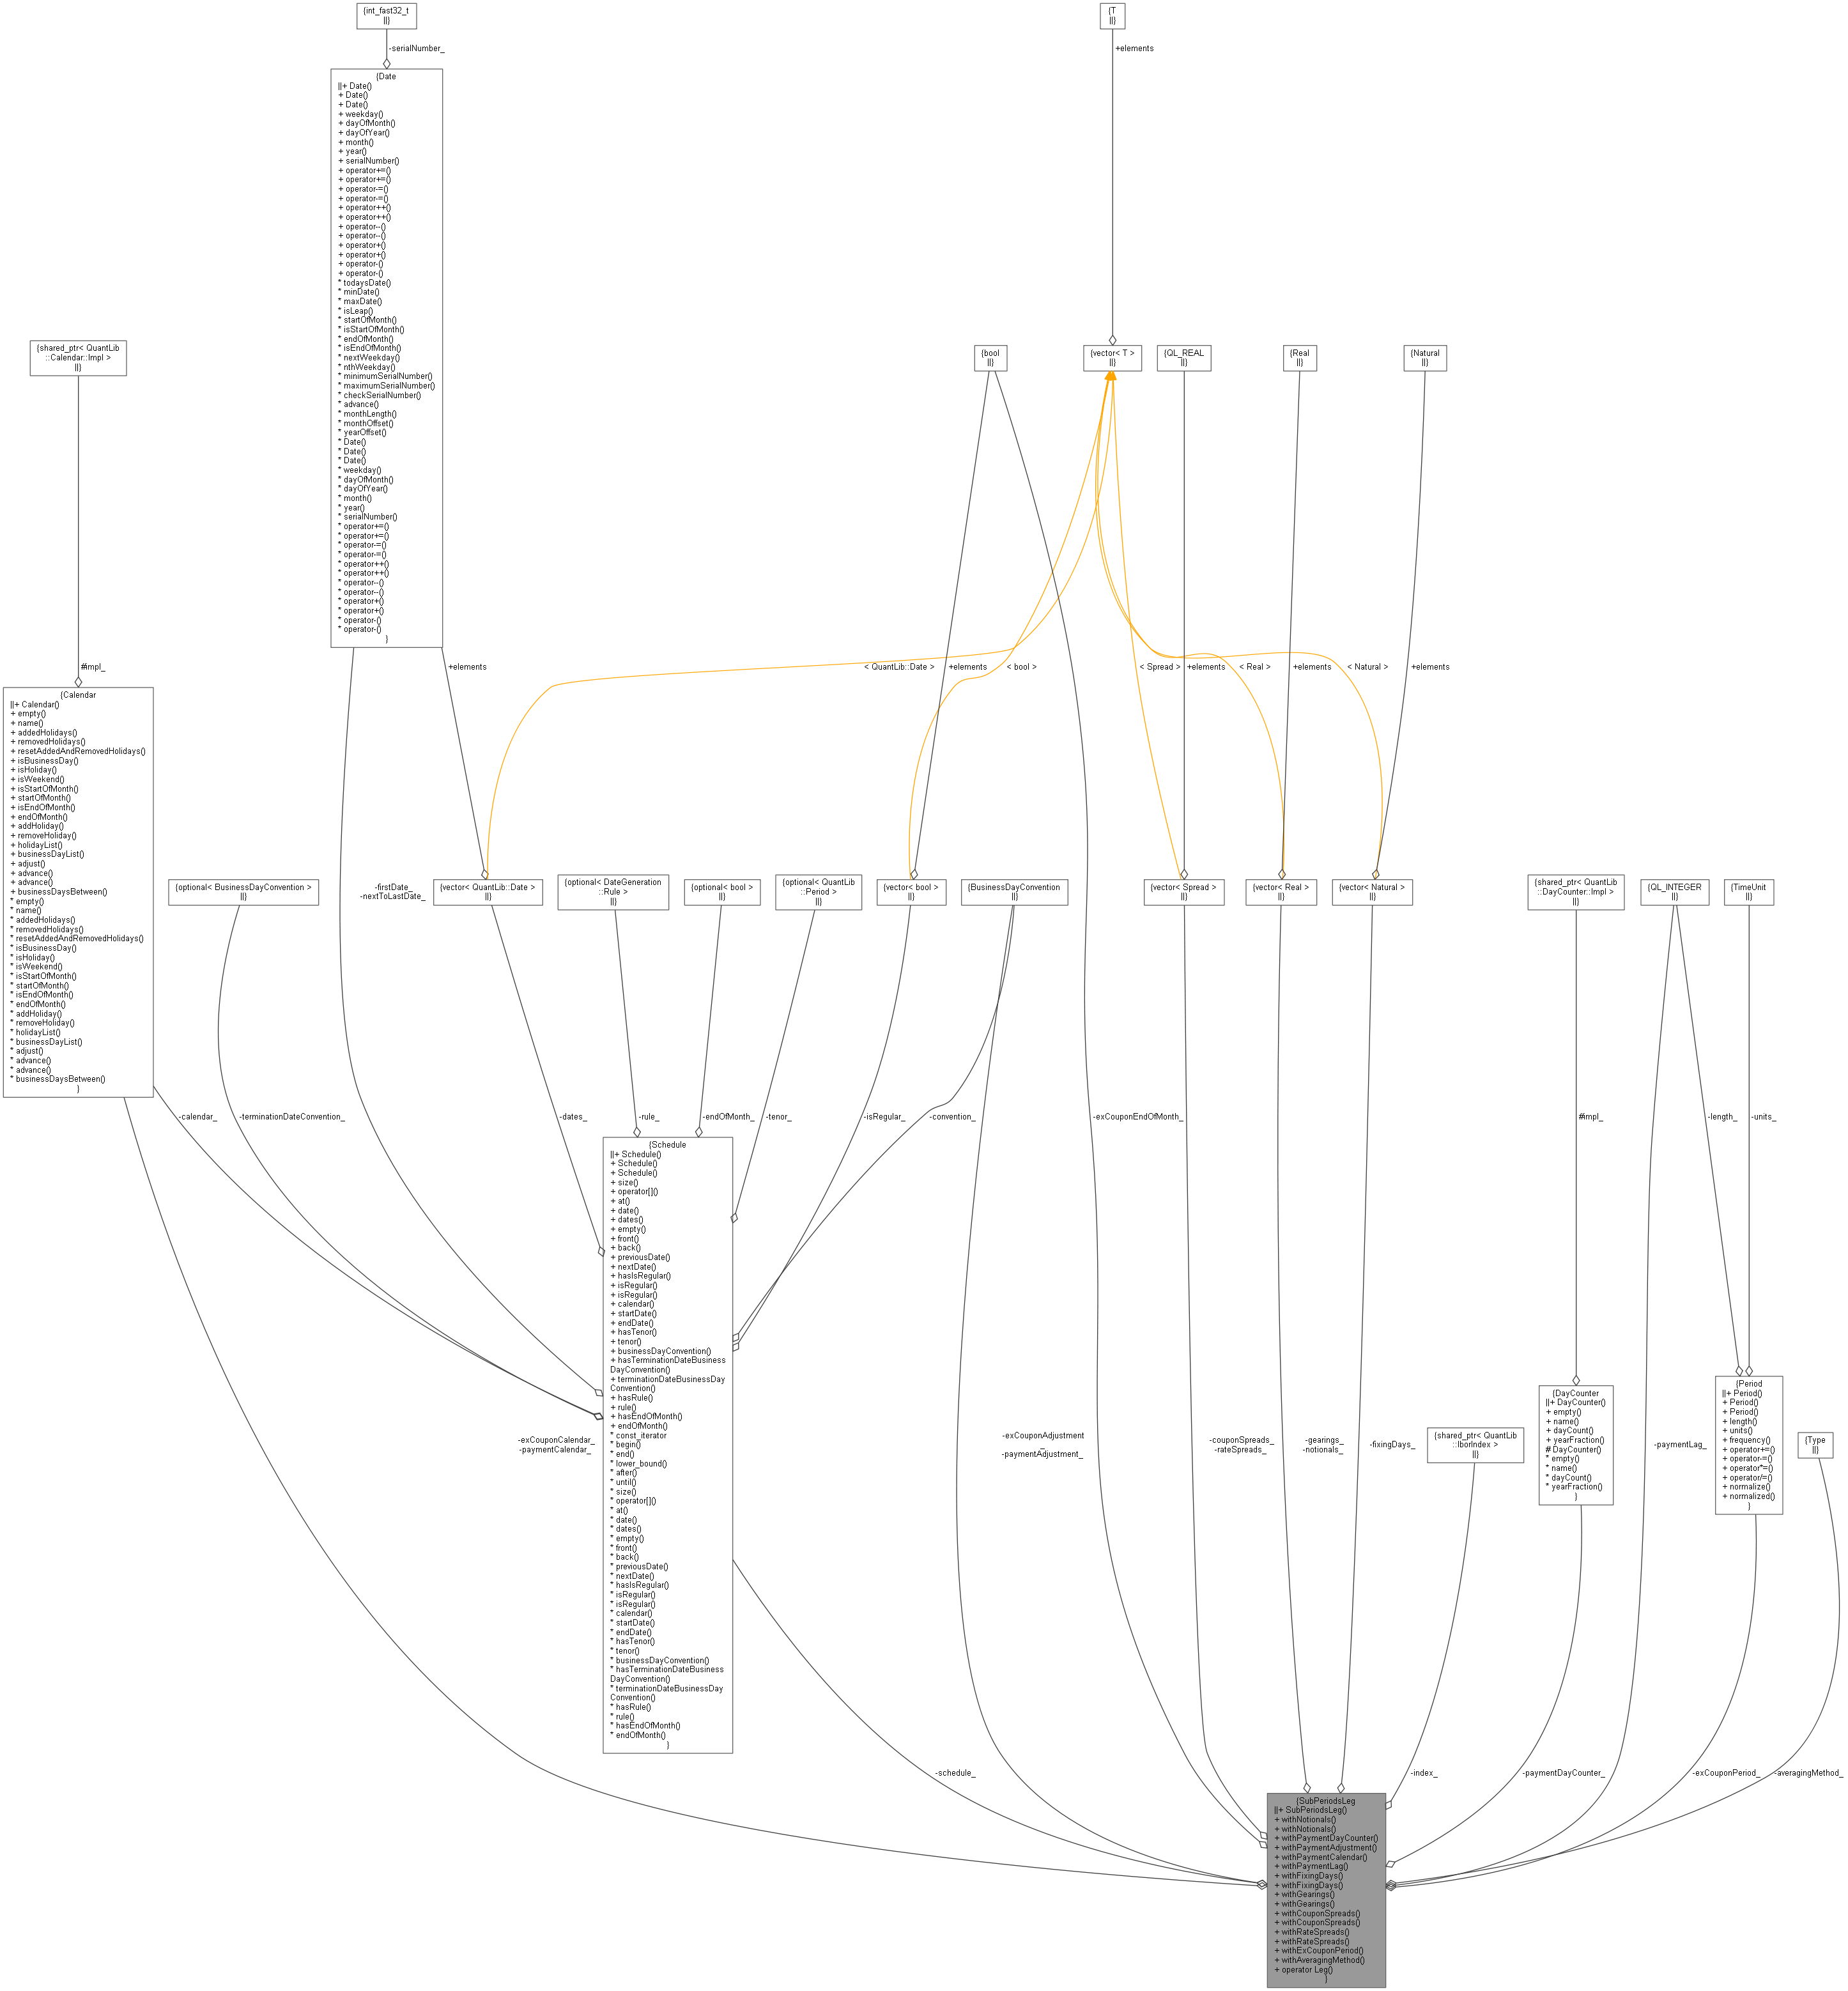 {int_fast32_t
||}
{T
||}
-serialNumber_
+elements
{Date
||+ Date()
+ Date()
+ Date()
+ weekday()
+ dayOfMonth()
+ dayOfYear()
+ month()
+ year()
+ serialNumber()
+ operator+=()
+ operator+=()
+ operator-=()
+ operator-=()
+ operator++()
+ operator++()
+ operator--()
+ operator--()
+ operator+()
+ operator+()
+ operator-()
+ operator-()
* todaysDate()
* minDate()
* maxDate()
* isLeap()
* startOfMonth()
* isStartOfMonth()
* endOfMonth()
* isEndOfMonth()
* nextWeekday()
* nthWeekday()
* minimumSerialNumber()
* maximumSerialNumber()
* checkSerialNumber()
* advance()
* monthLength()
* monthOffset()
* yearOffset()
* Date()
* Date()
* Date()
* weekday()
* dayOfMonth()
* dayOfYear()
* month()
* year()
* serialNumber()
* operator+=()
* operator+=()
* operator-=()
* operator-=()
* operator++()
* operator++()
* operator--()
* operator--()
* operator+()
* operator+()
* operator-()
* operator-()
}
{shared_ptr< QuantLib
::Calendar::Impl >
||}
{bool
||}
{vector< T >
||}
{QL_REAL
||}
{Real
||}
{Natural
||}
#impl_
+elements
< QuantLib::Date >
+elements
< bool >
< Spread >
+elements
< Real >
+elements
< Natural >
+elements
{Calendar
||+ Calendar()
+ empty()
+ name()
+ addedHolidays()
+ removedHolidays()
+ resetAddedAndRemovedHolidays()
+ isBusinessDay()
+ isHoliday()
+ isWeekend()
+ isStartOfMonth()
+ startOfMonth()
+ isEndOfMonth()
+ endOfMonth()
+ addHoliday()
+ removeHoliday()
+ holidayList()
+ businessDayList()
+ adjust()
+ advance()
+ advance()
+ businessDaysBetween()
* empty()
* name()
* addedHolidays()
* removedHolidays()
* resetAddedAndRemovedHolidays()
* isBusinessDay()
* isHoliday()
* isWeekend()
* isStartOfMonth()
* startOfMonth()
* isEndOfMonth()
* endOfMonth()
* addHoliday()
* removeHoliday()
* holidayList()
* businessDayList()
* adjust()
* advance()
* advance()
* businessDaysBetween()
}
{optional< BusinessDayConvention >
||}
-firstDate_
-nextToLastDate_
{vector< QuantLib::Date >
||}
{optional< DateGeneration
::Rule >
||}
{optional< bool >
||}
{optional< QuantLib
::Period >
||}
{vector< bool >
||}
{BusinessDayConvention
||}
{vector< Spread >
||}
{vector< Real >
||}
{vector< Natural >
||}
{shared_ptr< QuantLib
::DayCounter::Impl >
||}
{QL_INTEGER
||}
{TimeUnit
||}
-calendar_
-terminationDateConvention_
-dates_
-rule_
-endOfMonth_
-tenor_
-isRegular_
-convention_
-exCouponEndOfMonth_
#impl_
-length_
-units_
{Schedule
||+ Schedule()
+ Schedule()
+ Schedule()
+ size()
+ operator[]()
+ at()
+ date()
+ dates()
+ empty()
+ front()
+ back()
+ previousDate()
+ nextDate()
+ hasIsRegular()
+ isRegular()
+ isRegular()
+ calendar()
+ startDate()
+ endDate()
+ hasTenor()
+ tenor()
+ businessDayConvention()
+ hasTerminationDateBusiness
DayConvention()
+ terminationDateBusinessDay
Convention()
+ hasRule()
+ rule()
+ hasEndOfMonth()
+ endOfMonth()
* const_iterator
* begin()
* end()
* lower_bound()
* after()
* until()
* size()
* operator[]()
* at()
* date()
* dates()
* empty()
* front()
* back()
* previousDate()
* nextDate()
* hasIsRegular()
* isRegular()
* isRegular()
* calendar()
* startDate()
* endDate()
* hasTenor()
* tenor()
* businessDayConvention()
* hasTerminationDateBusiness
DayConvention()
* terminationDateBusinessDay
Convention()
* hasRule()
* rule()
* hasEndOfMonth()
* endOfMonth()
}
-exCouponCalendar_
-paymentCalendar_
-exCouponAdjustment
_
-paymentAdjustment_
-couponSpreads_
-rateSpreads_
-gearings_
-notionals_
-fixingDays_
{shared_ptr< QuantLib
::IborIndex >
||}
{DayCounter
||+ DayCounter()
+ empty()
+ name()
+ dayCount()
+ yearFraction()
# DayCounter()
* empty()
* name()
* dayCount()
* yearFraction()
}
-paymentLag_
{Period
||+ Period()
+ Period()
+ Period()
+ length()
+ units()
+ frequency()
+ operator+=()
+ operator-=()
+ operator*=()
+ operator/=()
+ normalize()
+ normalized()
}
{Type
||}
-schedule_
-index_
-paymentDayCounter_
-exCouponPeriod_
-averagingMethod_
{SubPeriodsLeg
||+ SubPeriodsLeg()
+ withNotionals()
+ withNotionals()
+ withPaymentDayCounter()
+ withPaymentAdjustment()
+ withPaymentCalendar()
+ withPaymentLag()
+ withFixingDays()
+ withFixingDays()
+ withGearings()
+ withGearings()
+ withCouponSpreads()
+ withCouponSpreads()
+ withRateSpreads()
+ withRateSpreads()
+ withExCouponPeriod()
+ withAveragingMethod()
+ operator Leg()
}